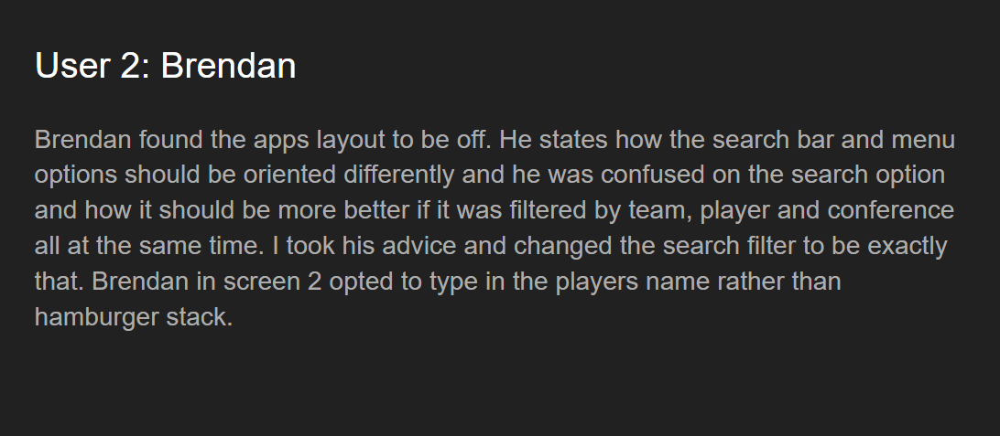 User 2: Brendan
Brendan found the apps layout to be off. He states how the search bar and menu
options should be oriented differently and he was confused on the search option
and how it should be more better if it was filtered by team, player and conference
all at the same time. I took his advice and changed the search filter to be exactly
that. Brendan in screen 2 opted to type in the players name rather than
hamburger stack.